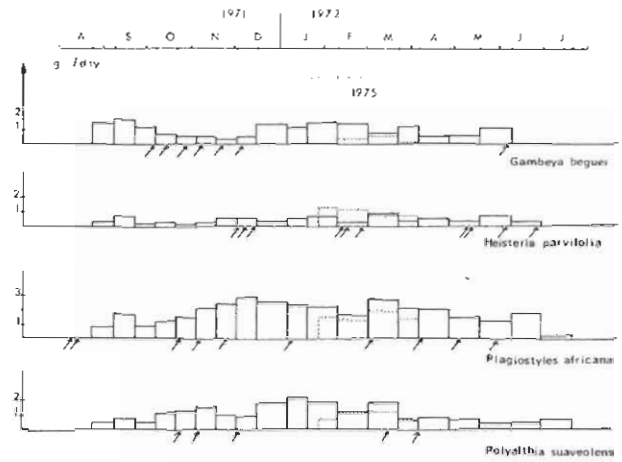 1971 1972
A S O N D J F M A M J J
g /day
1975
2
1
Gambeya beguei
2
1
Heisteria parvifolia
3
1
Plagiostyles africana
2
1
Polyalthia suaveolens